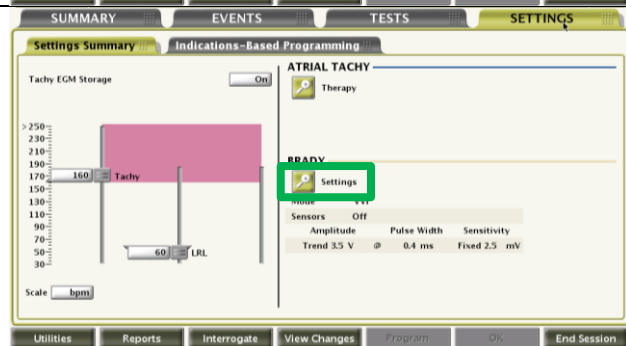 SUMMARY EVENTS TESTS SETTINGS
Settings Summary Indications-Based Programming
Tachy EGM Storage On
ATRIAL TACHY
Therapy
>250
230
210
190
170
150
130
110
90
70
50
30
160 Tachy
60 LRL
Scale bpm
BRADY
Settings
Mode VVI
Sensors Off
Amplitude Pulse Width Sensitivity
Trend 3.5 V @ 0.4 ms Fixed 2.5 mV
Utilities Reports Interrogate View Changes Program OK End Session